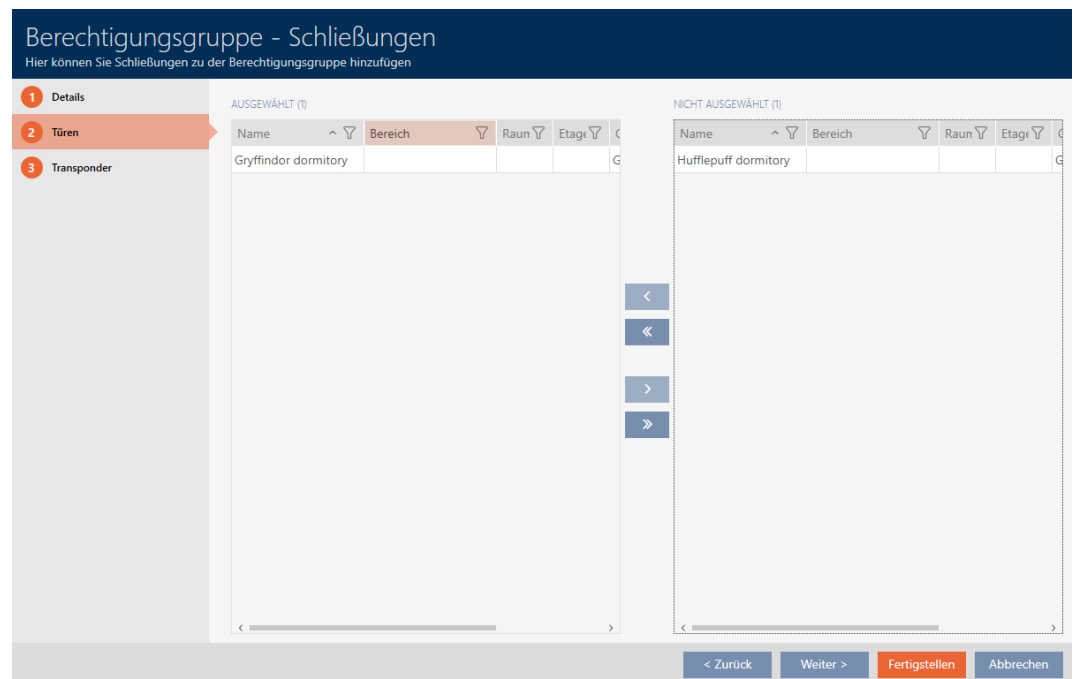 Berechtigungsgruppe - Schließungen
Hier können Sie Schließungen zu der Berechtigungsgruppe hinzufügen
1 Details
2 Türen
3 Transponder
AUSGEWÄHLT (1)
Name Bereich Raum Etage
Gryffindor dormitory G
NICHT AUSGEWÄHLT (1)
Name Bereich Raum Etage
Hufflepuff dormitory G
< Zurück Weiter > Fertigstellen Abbrechen